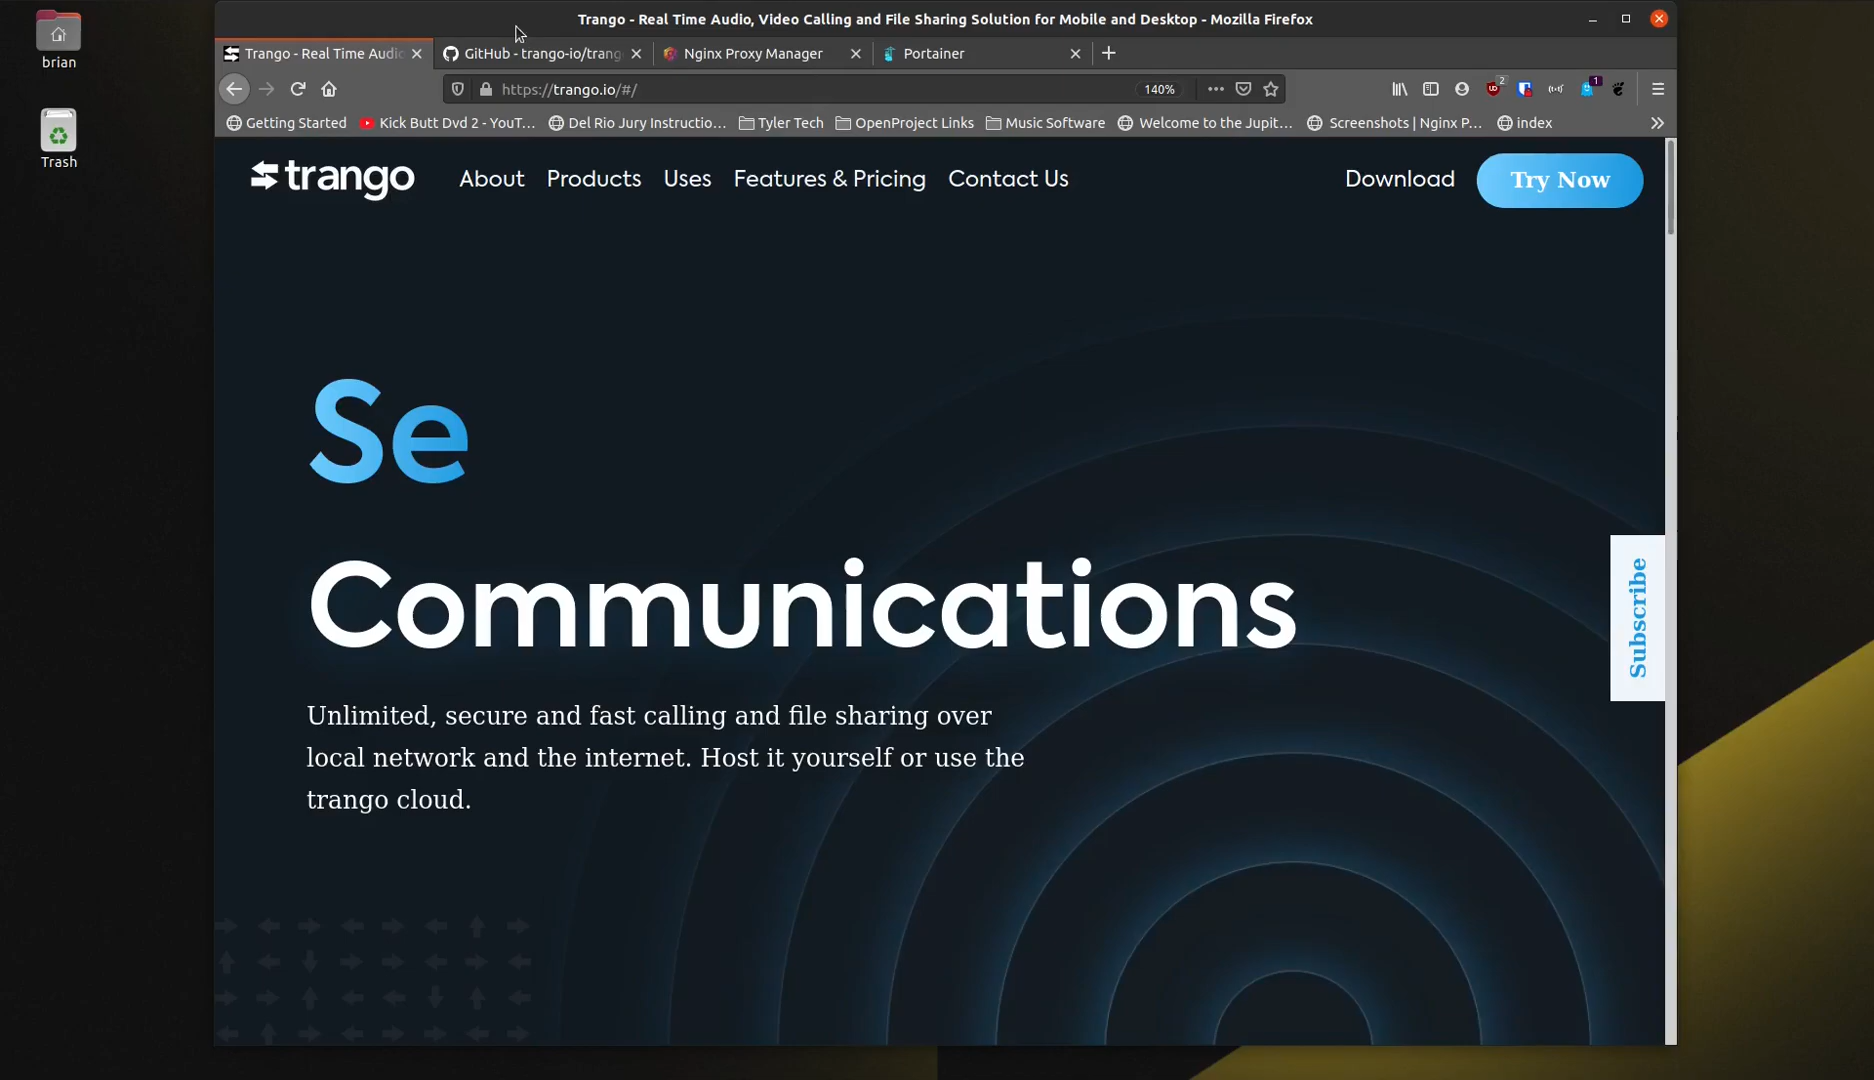 brian
Trash
Trango - Real Time Audio, Video Calling and File Sharing Solution for Mobile and Desktop - Mozilla Firefox
Trango - Real Time Audio
GitHub - trango-io/trang
Nginx Proxy Manager
Portainer
https://trango.io/#/
140%
2
1
Getting Started
Kick Butt Dvd 2 - YouT...
Del Rio Jury Instructio...
Tyler Tech
OpenProject Links
Music Software
Welcome to the Jupit...
Screenshots | Nginx P...
index
trango
About
Products
Uses
Features & Pricing
Contact Us
Download
Try Now
Se
Communications
Unlimited, secure and fast calling and file sharing over
local network and the internet. Host it yourself or use the
trango cloud.
Subscribe